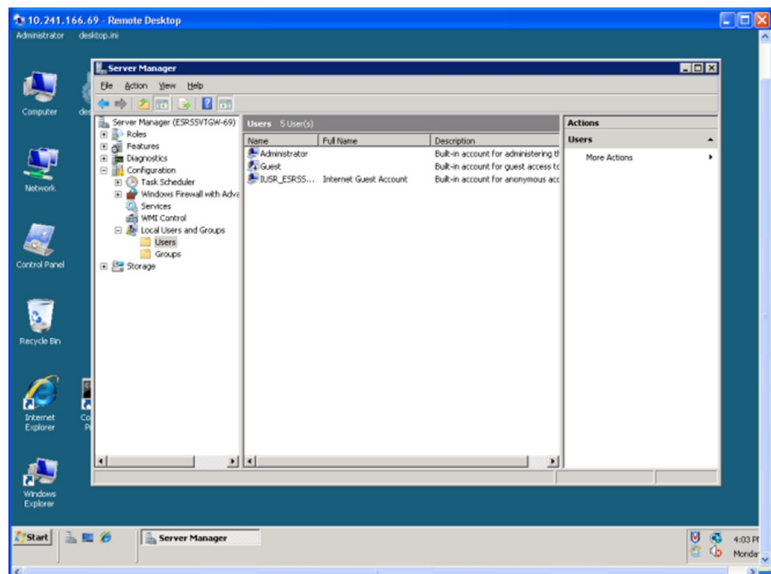 10.241.166.69 - Remote Desktop
Administrator desktop.ini
Computer
Network
Control Panel
Recycle Bin
Internet Explorer
Windows Explorer
Server Manager
File Action View Help
Server Manager (ESRSSVTGW-69)
Roles
Features
Diagnostics
Configuration
Task Scheduler
Windows Firewall with Adva
Services
WMI Control
Local Users and Groups
Users
Groups
Storage
Users 5 User(s)
Name Full Name Description
Administrator Built-in account for administering th
Guest Built-in account for guest access to
IUSR_ESRSS... Internet Guest Account Built-in account for anonymous acc
Actions
Users
More Actions
Start
Server Manager
4:03 PM
Monday